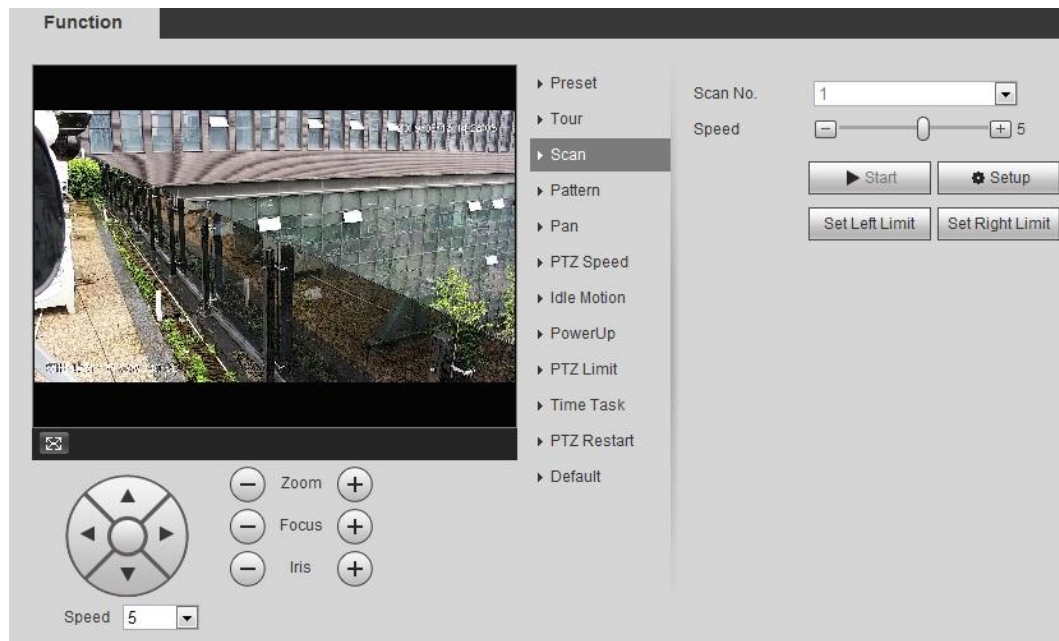 Function
Preset
Tour
Scan
Pattern
Pan
PTZ Speed
Idle Motion
PowerUp
PTZ Limit
Time Task
PTZ Restart
Default
Scan No. 1
Speed 5
Start Setup
Set Left Limit Set Right Limit
Zoom
Focus
Iris
Speed 5